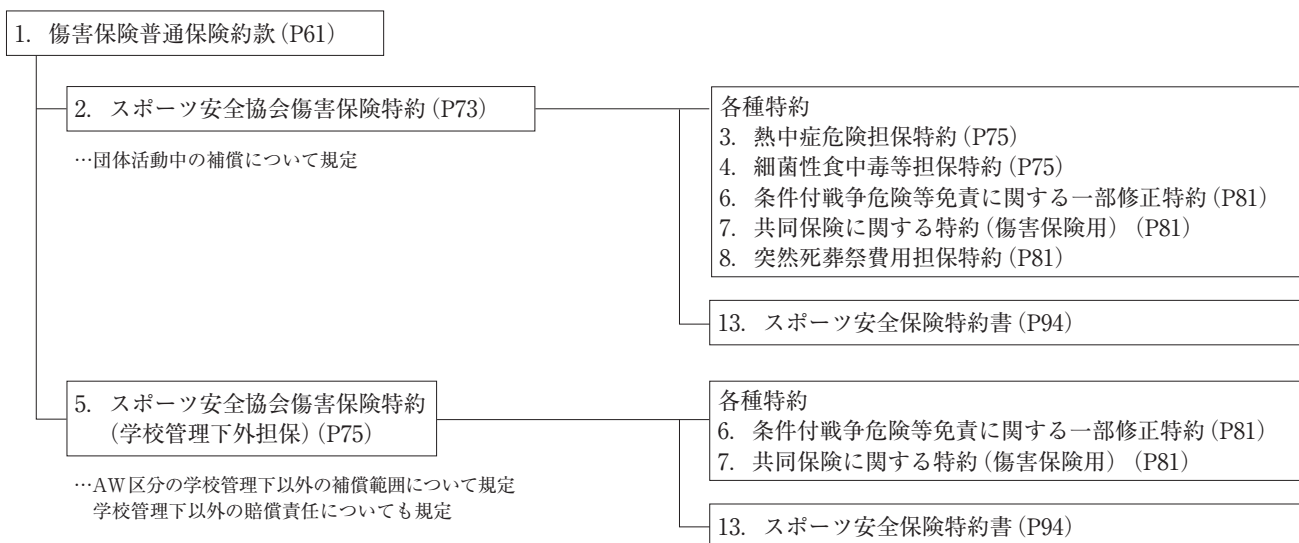 1. 傷害保険普通保険約款(P61)
2. スポーツ安全協会傷害保険特約(P73)
…団体活動中の補償について規定
各種特約
3. 熱中症危険担保特約(P75)
4. 細菌性食中毒等担保特約(P75)
6. 条件付戦争危険等免責に関する一部修正特約(P81)
7. 共同保険に関する特約(傷害保険用) (P81)
8. 突然死葬祭費用担保特約(P81)
13. スポーツ安全保険特約書(P94)
5. スポーツ安全協会傷害保険特約
(学校管理下外担保)(P75)
…AW区分の学校管理下以外の補償範囲について規定
学校管理下以外の賠償責任についても規定
各種特約
6. 条件付戦争危険等免責に関する一部修正特約(P81)
7. 共同保険に関する特約(傷害保険用) (P81)
13. スポーツ安全保険特約書(P94)